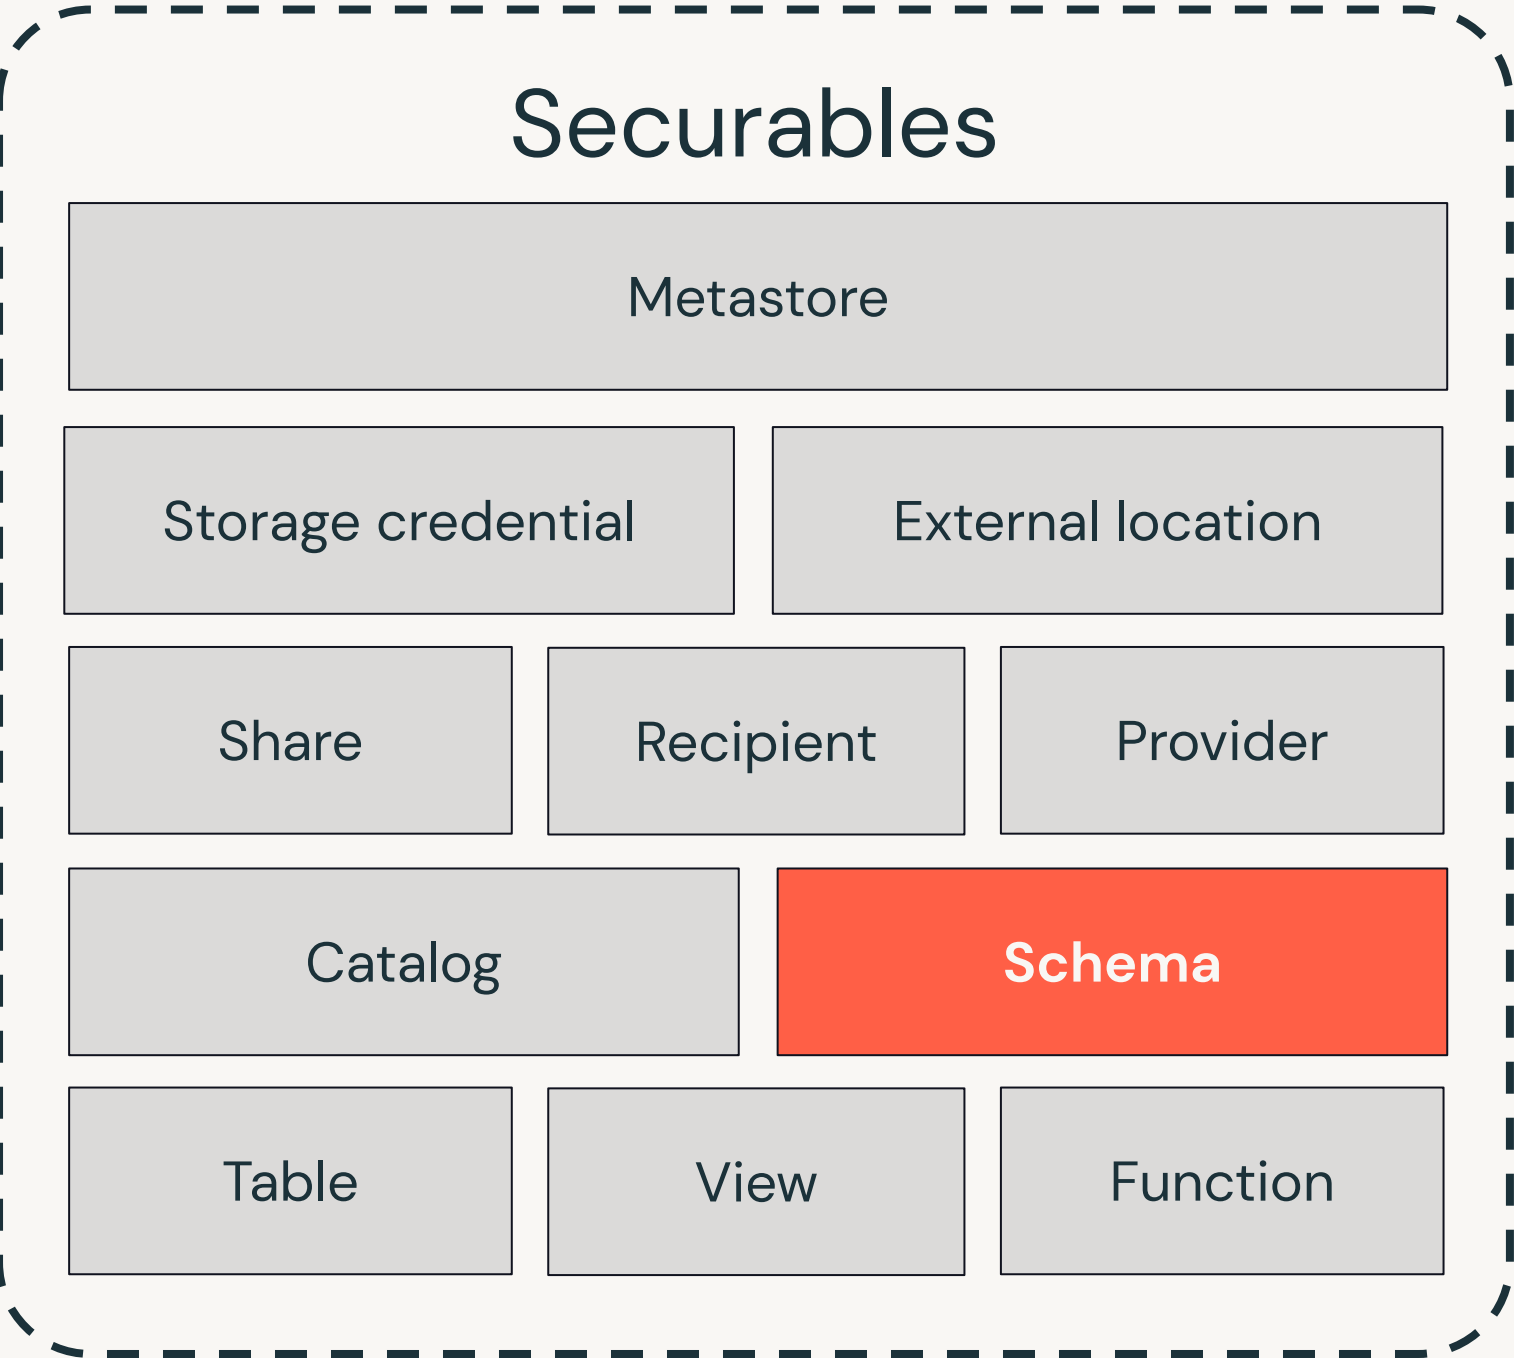 Securables
Metastore
Storage credential
External location
Share
Recipient
Provider
Catalog
Schema
Table
View
Function